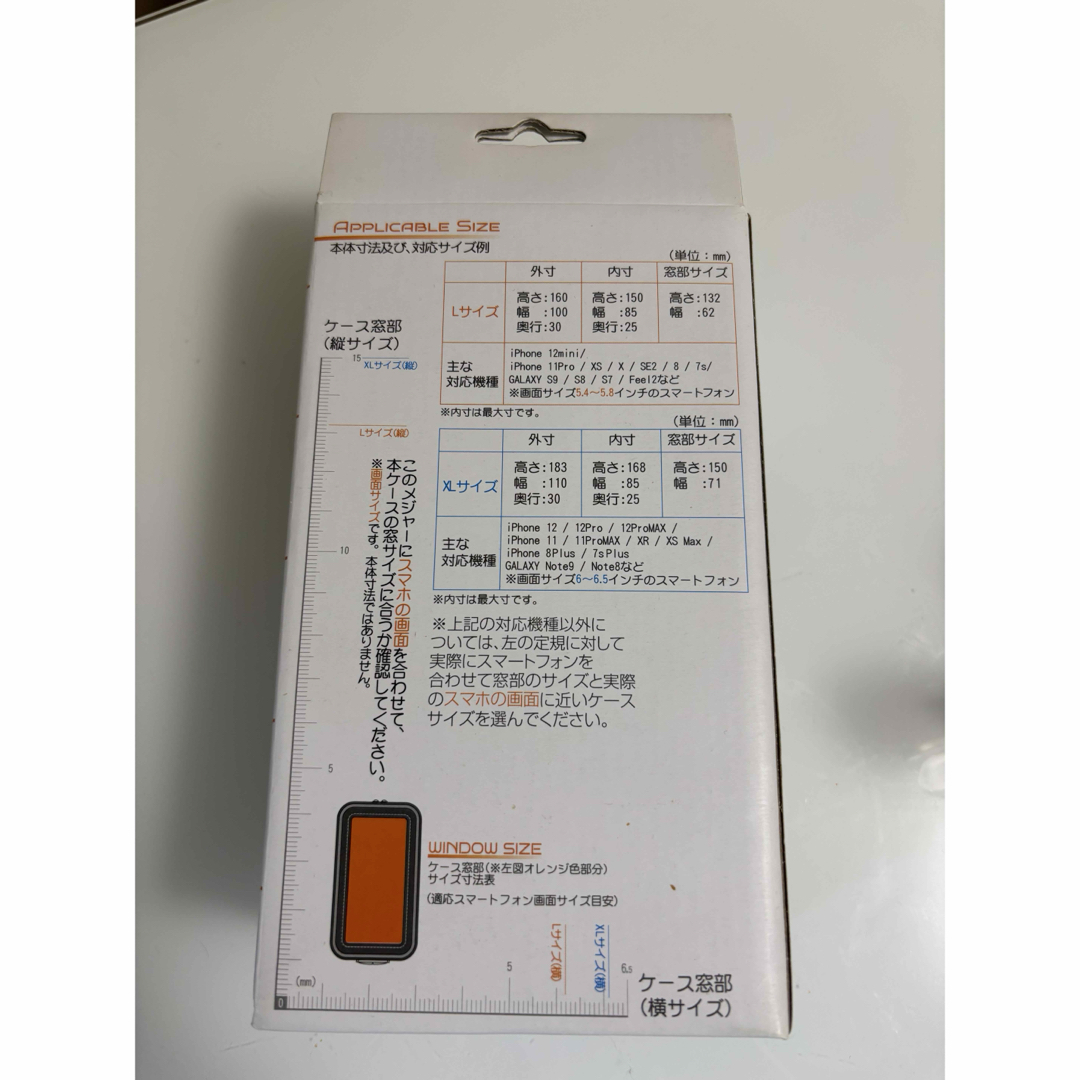 APPLICABLE SIZE
本体寸法及び、対応サイズ例
(単位:mm)
外寸 内寸 窓部サイズ
Lサイズ
高さ:160 高さ:150 高さ:132
幅 :100 幅 :85 幅 :62
奥行:30 奥行:25
主な
対応機種
iPhone 12mini/
iPhone 11Pro / XS / X / SE2 / 8 / 7s/
GALAXY S9 / S8 / S7 / Feel2など
※画面サイズ5.4〜5.8インチのスマートフォン
※内寸は最大寸です。
(単位:mm)
外寸 内寸 窓部サイズ
XLサイズ
高さ:183 高さ:168 高さ:150
幅 :110 幅 :85 幅 :71
奥行:30 奥行:25
主な
対応機種
iPhone 12 / 12Pro / 12ProMAX /
iPhone 11 / 11ProMAX / XR / XS Max /
iPhone 8Plus / 7sPlus
GALAXY Note9 / Note8など
※画面サイズ6〜6.5インチのスマートフォン
※内寸は最大寸です。
※上記の対応機種以外に
ついては、左の定規に対して
実際にスマートフォンを
合わせて窓部のサイズと実際
のスマホの画面に近いケース
サイズを選んでください。
ケース窓部
(縦サイズ)
15
XLサイズ(縦)
Lサイズ(縦)
このメジャーにスマホの画面を合わせて、
本ケースの窓サイズに合うか確認してください。
※画面サイズです。本体寸法ではありません。
10
5
WINDOW SIZE
ケース窓部(※左図オレンジ色部分)
サイズ寸法表
(適応スマートフォン画面サイズ目安)
Lサイズ(横)
XLサイズ(横)
(mm)
0
5
6.5
ケース窓部
(横サイズ)